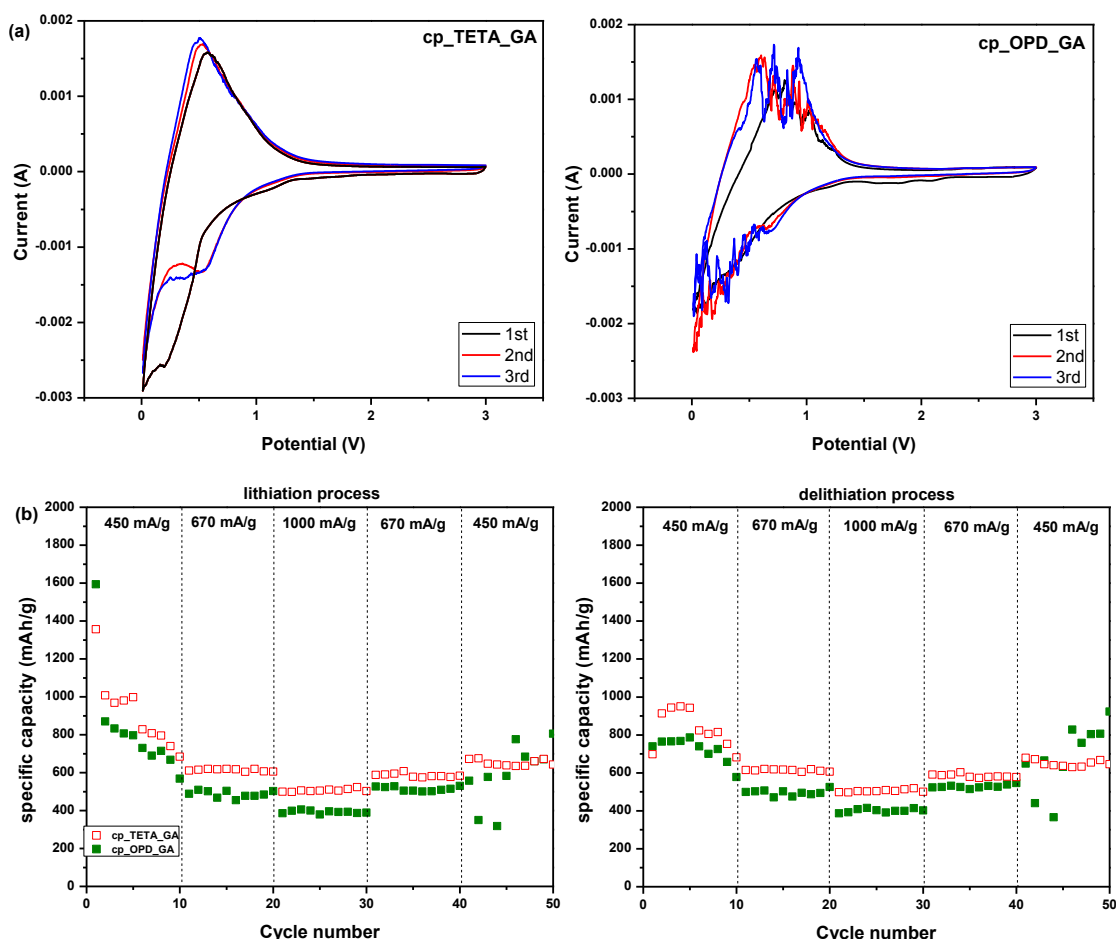 (a)
cp_TETA_GA
0.002
0.001
0.000
-0.001
-0.002
-0.003
Current (A)
0
1
2
3
Potential (V)
1st
2nd
3rd
cp_OPD_GA
0.002
0.001
0.000
-0.001
-0.002
-0.003
Current (A)
0
1
2
3
Potential (V)
1st
2nd
3rd
(b)
lithiation process
450 mA/g
670 mA/g
1000 mA/g
670 mA/g
450 mA/g
2000
1800
1600
1400
1200
1000
800
600
400
200
0
specific capacity (mAh/g)
cp_TETA_GA
cp_OPD_GA
0
10
20
30
40
50
Cycle number
delithiation process
450 mA/g
670 mA/g
1000 mA/g
670 mA/g
450 mA/g
2000
1800
1600
1400
1200
1000
800
600
400
200
0
specific capacity (mAh/g)
0
10
20
30
40
50
Cycle number